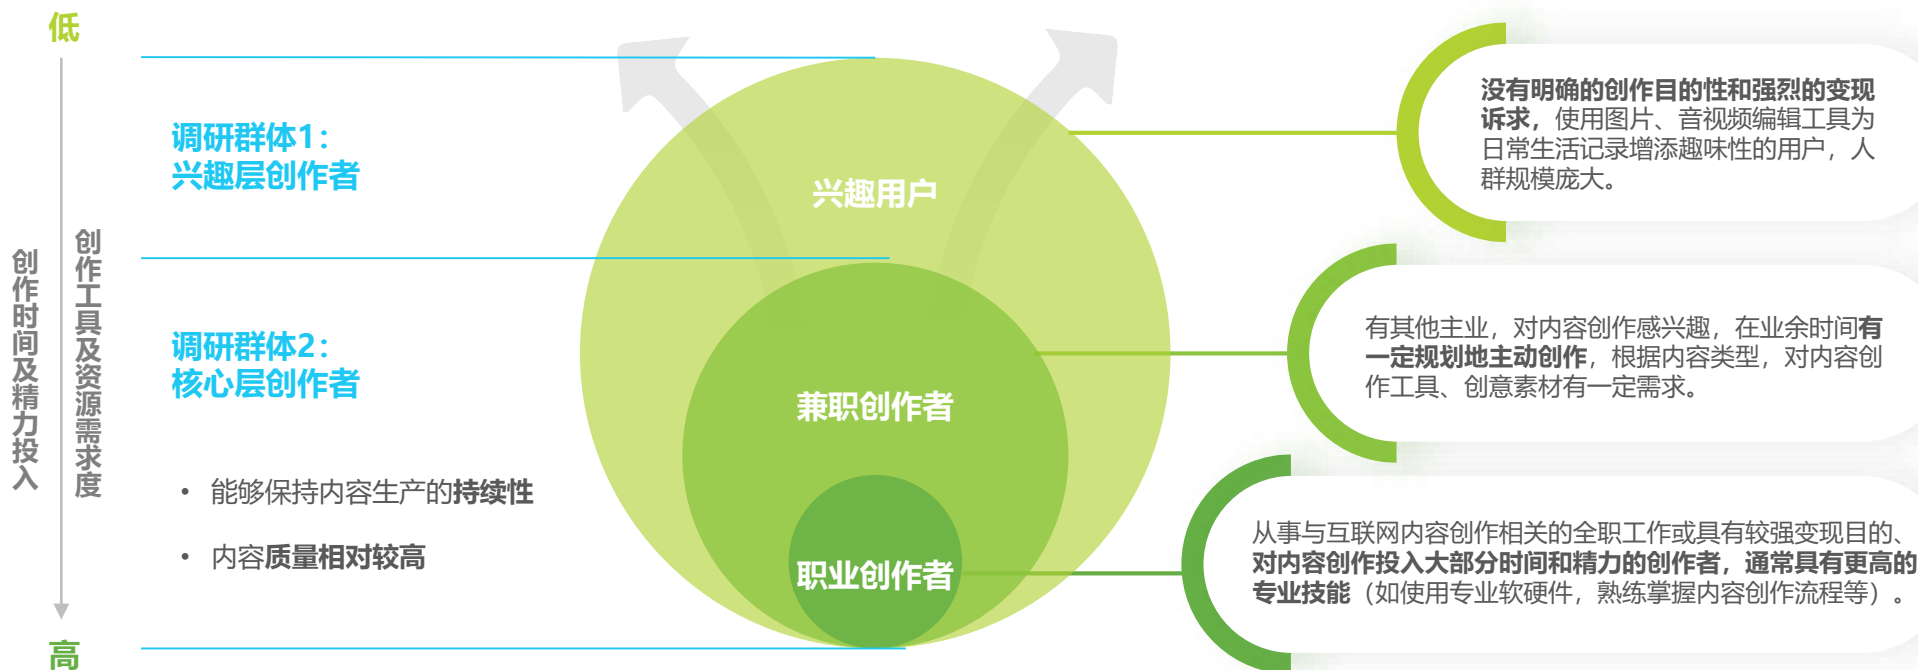 低
调研群体1：
兴趣层创作者
兴趣用户
没有明确的创作目的性和强烈的变现
诉求，使用图片、音视频编辑工具为
日常生活记录增添趣味性的用户，人
群规模庞大。
创作时间及精力投入
创作工具及资源需求度
调研群体2：
核心层创作者
兼职创作者
有其他主业，对内容创作感兴趣，在业余时间有
一定规划地主动创作，根据内容类型，对内容创
作工具、创意素材有一定需求。
• 能够保持内容生产的持续性
• 内容质量相对较高
职业创作者
从事与互联网内容创作相关的全职工作或具有较强变现目的、
对内容创作投入大部分时间和精力的创作者，通常具有更高的
专业技能（如使用专业软硬件，熟练掌握内容创作流程等）。
高